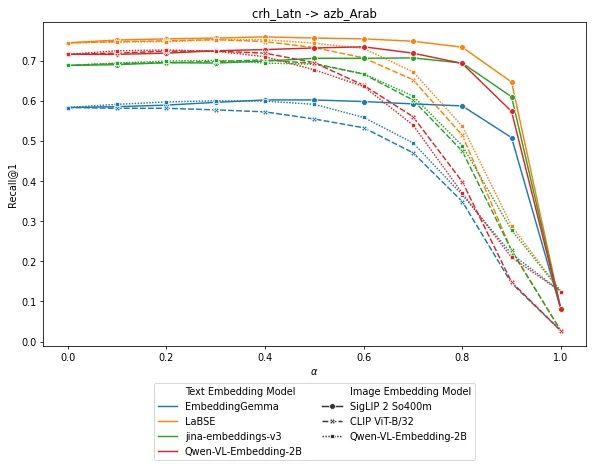 crh_Latn -> azb_Arab
Recall@1
0.7
0.6
0.5
0.4
0.3
0.2
0.1
0.0
0.0 0.2 0.4 0.6 0.8 1.0
α
Text Embedding Model
EmbeddingGemma
LaBSE
jina-embeddings-v3
Qwen-VL-Embedding-2B
Image Embedding Model
SigLIP 2 So400m
CLIP ViT-B/32
Qwen-VL-Embedding-2B